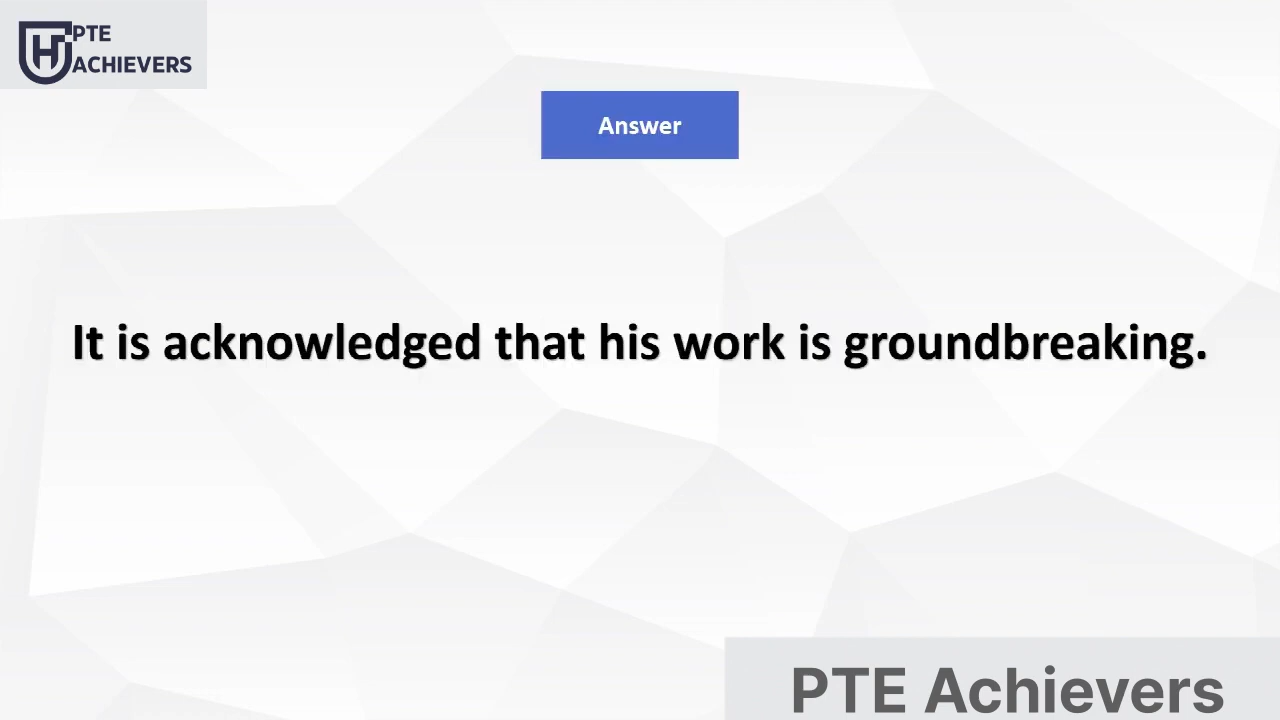 PTE
ACHIEVERS
Answer
It is acknowledged that his work is groundbreaking.
PTE Achievers